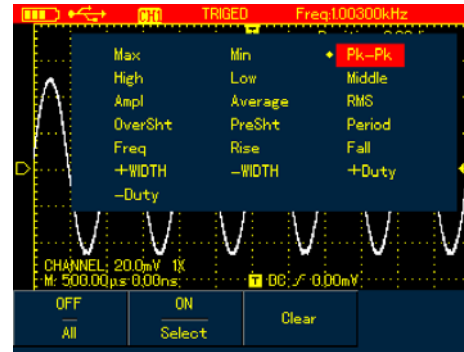 CH1 TRIGED Freq:1.00300kHz
Max Min Pk-Pk
High Low Middle
Ampl Average RMS
OverSht PreSht Period
Freq Rise Fall
+WIDTH -WIDTH +Duty
-Duty
CHANNEL: 20.0mV 1X
M: 500.00μs 0.00ns T DC 0.00mV
OFF ON Clear
All Select